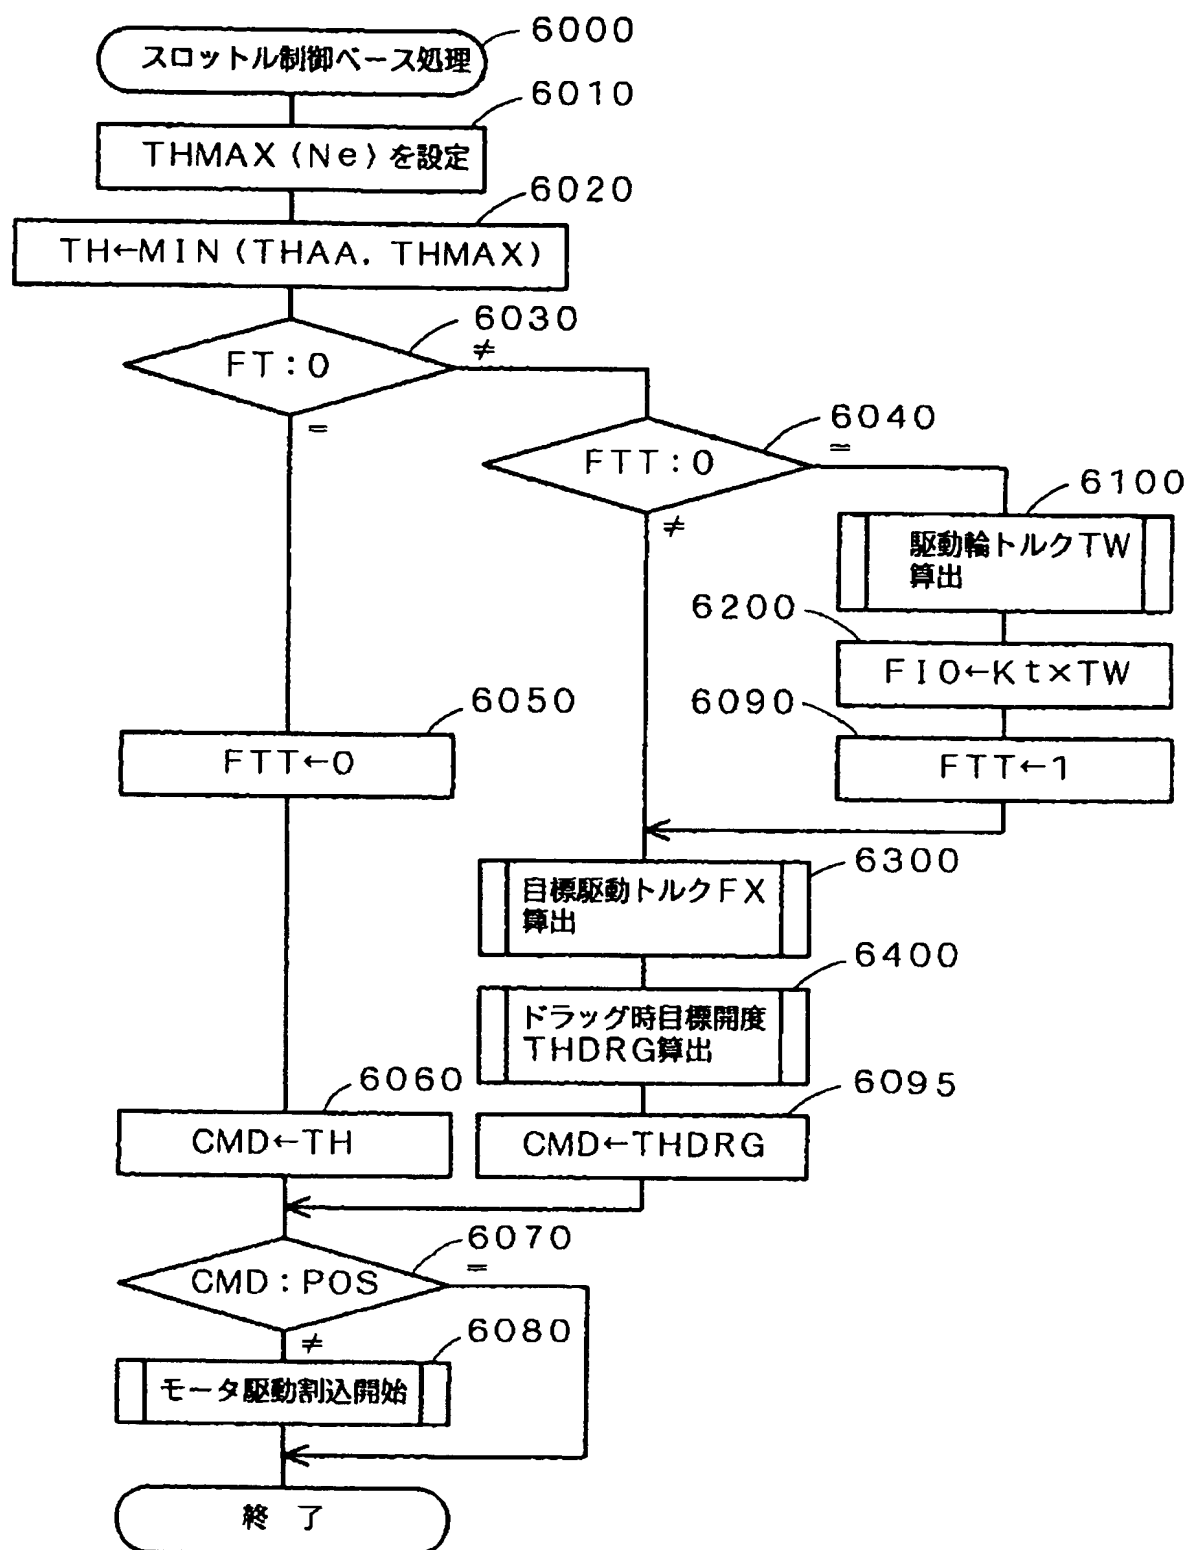 6000
スロットル制御ベース処理
6010
THMAX(Ne)を設定
6020
TH←MIN(THAA, THMAX)
6030
FT:0
≠
=
6040
FTT:0
=
≠
6100
駆動輪トルクTW
算出
6200
FI0←Kt×TW
6090
FTT←1
6050
FTT←0
6300
目標駆動トルクFX
算出
6400
ドラッグ時目標開度
THDRG算出
6060
CMD←TH
6095
CMD←THDRG
6070
CMD:POS
=
≠
6080
モータ駆動割込開始
終了